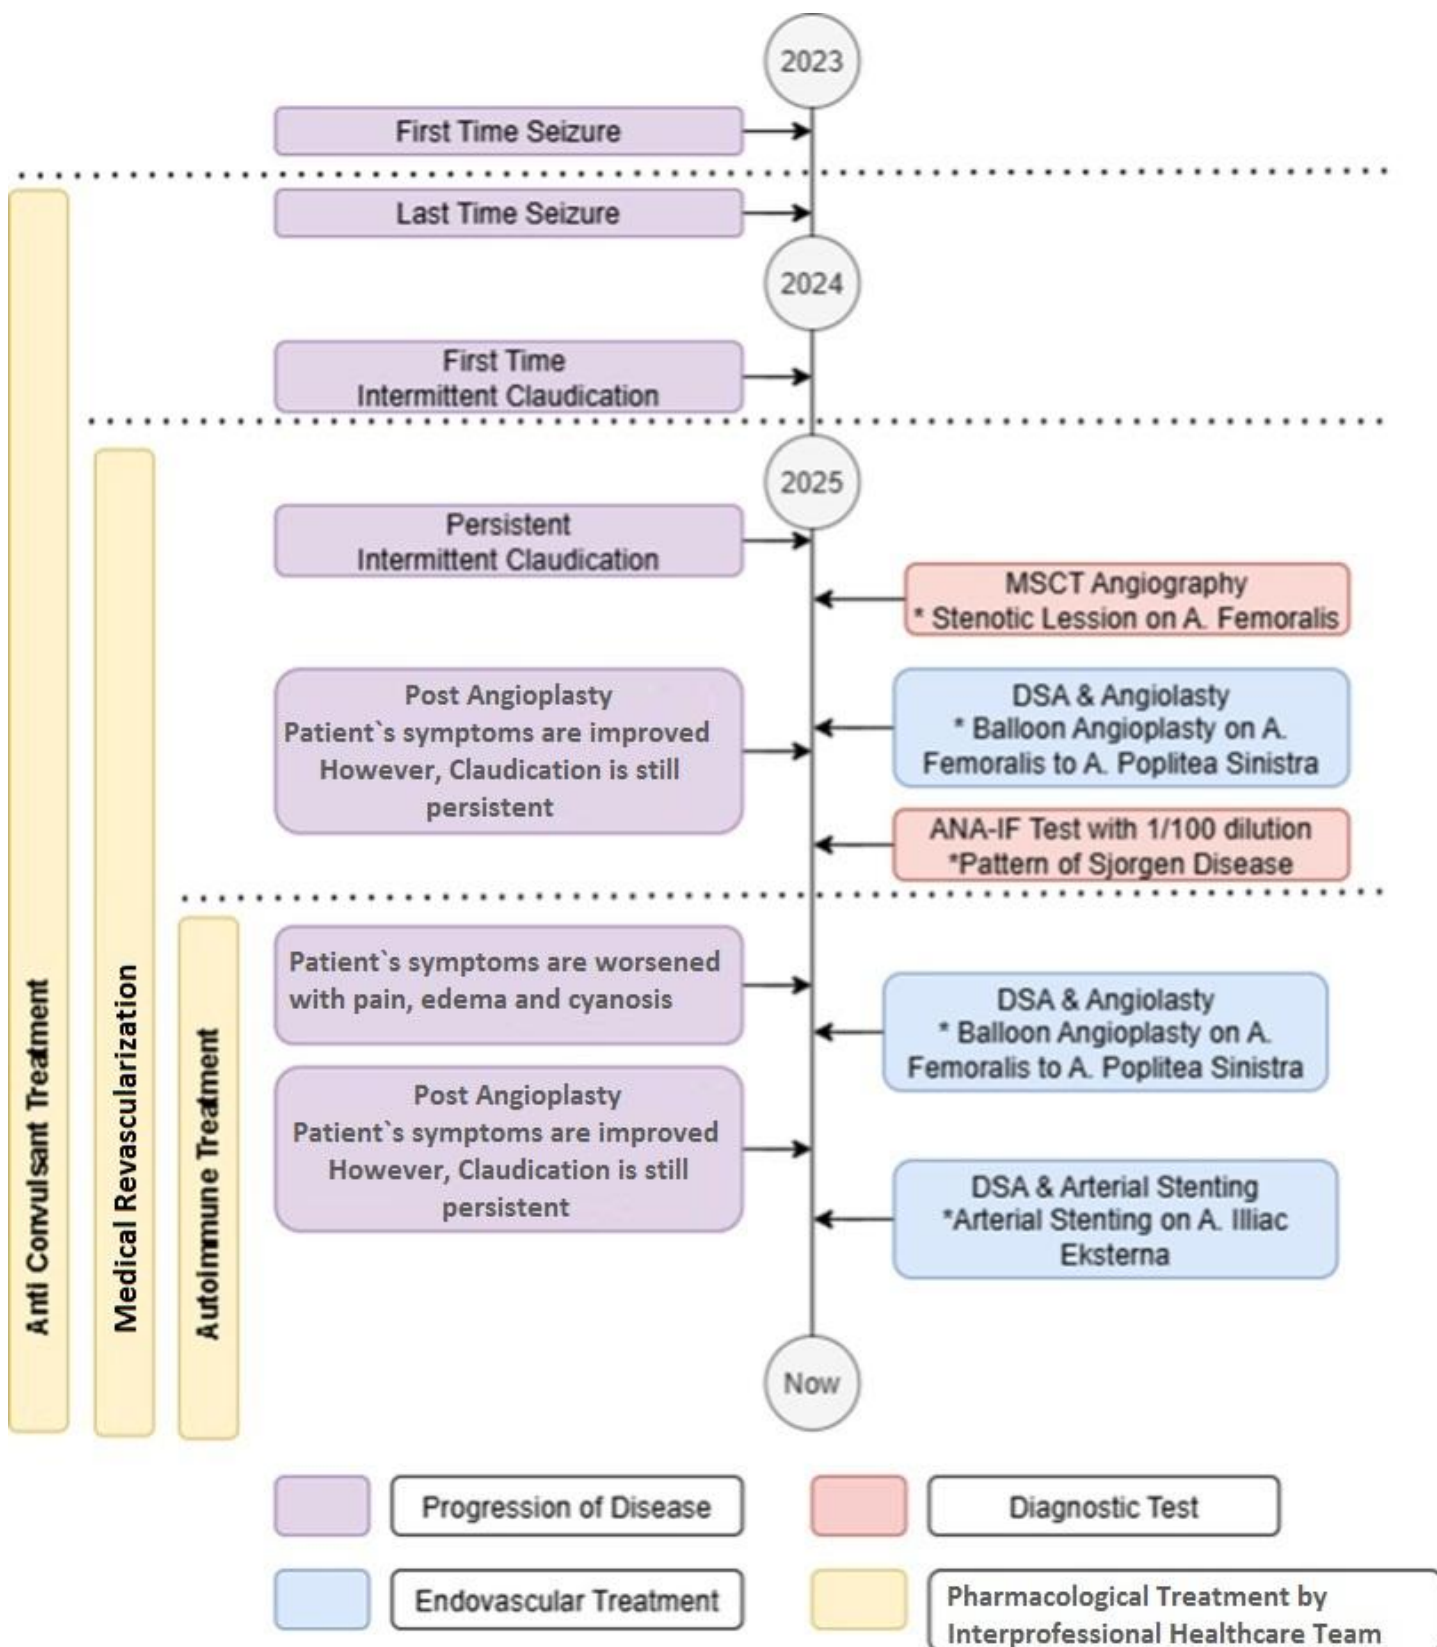 2023
First Time Seizure
Last Time Seizure
2024
First Time
Intermittent Claudication
2025
Persistent
Intermittent Claudication
MSCT Angiography
* Stenotic Lession on A. Femoralis
Post Angioplasty
Patient`s symptoms are improved
However, Claudication is still
persistent
DSA & Angiolasty
* Balloon Angioplasty on A.
Femoralis to A. Poplitea Sinistra
ANA-IF Test with 1/100 dilution
*Pattern of Sjorgen Disease
Patient`s symptoms are worsened
with pain, edema and cyanosis
DSA & Angiolasty
* Balloon Angioplasty on A.
Femoralis to A. Poplitea Sinistra
Post Angioplasty
Patient`s symptoms are improved
However, Claudication is still
persistent
DSA & Arterial Stenting
*Arterial Stenting on A. Illiac
Eksterna
Now
Anti Convulsant Treatment
Medical Revascularization
Autoimmune Treatment
Progression of Disease
Diagnostic Test
Endovascular Treatment
Pharmacological Treatment by
Interprofessional Healthcare Team